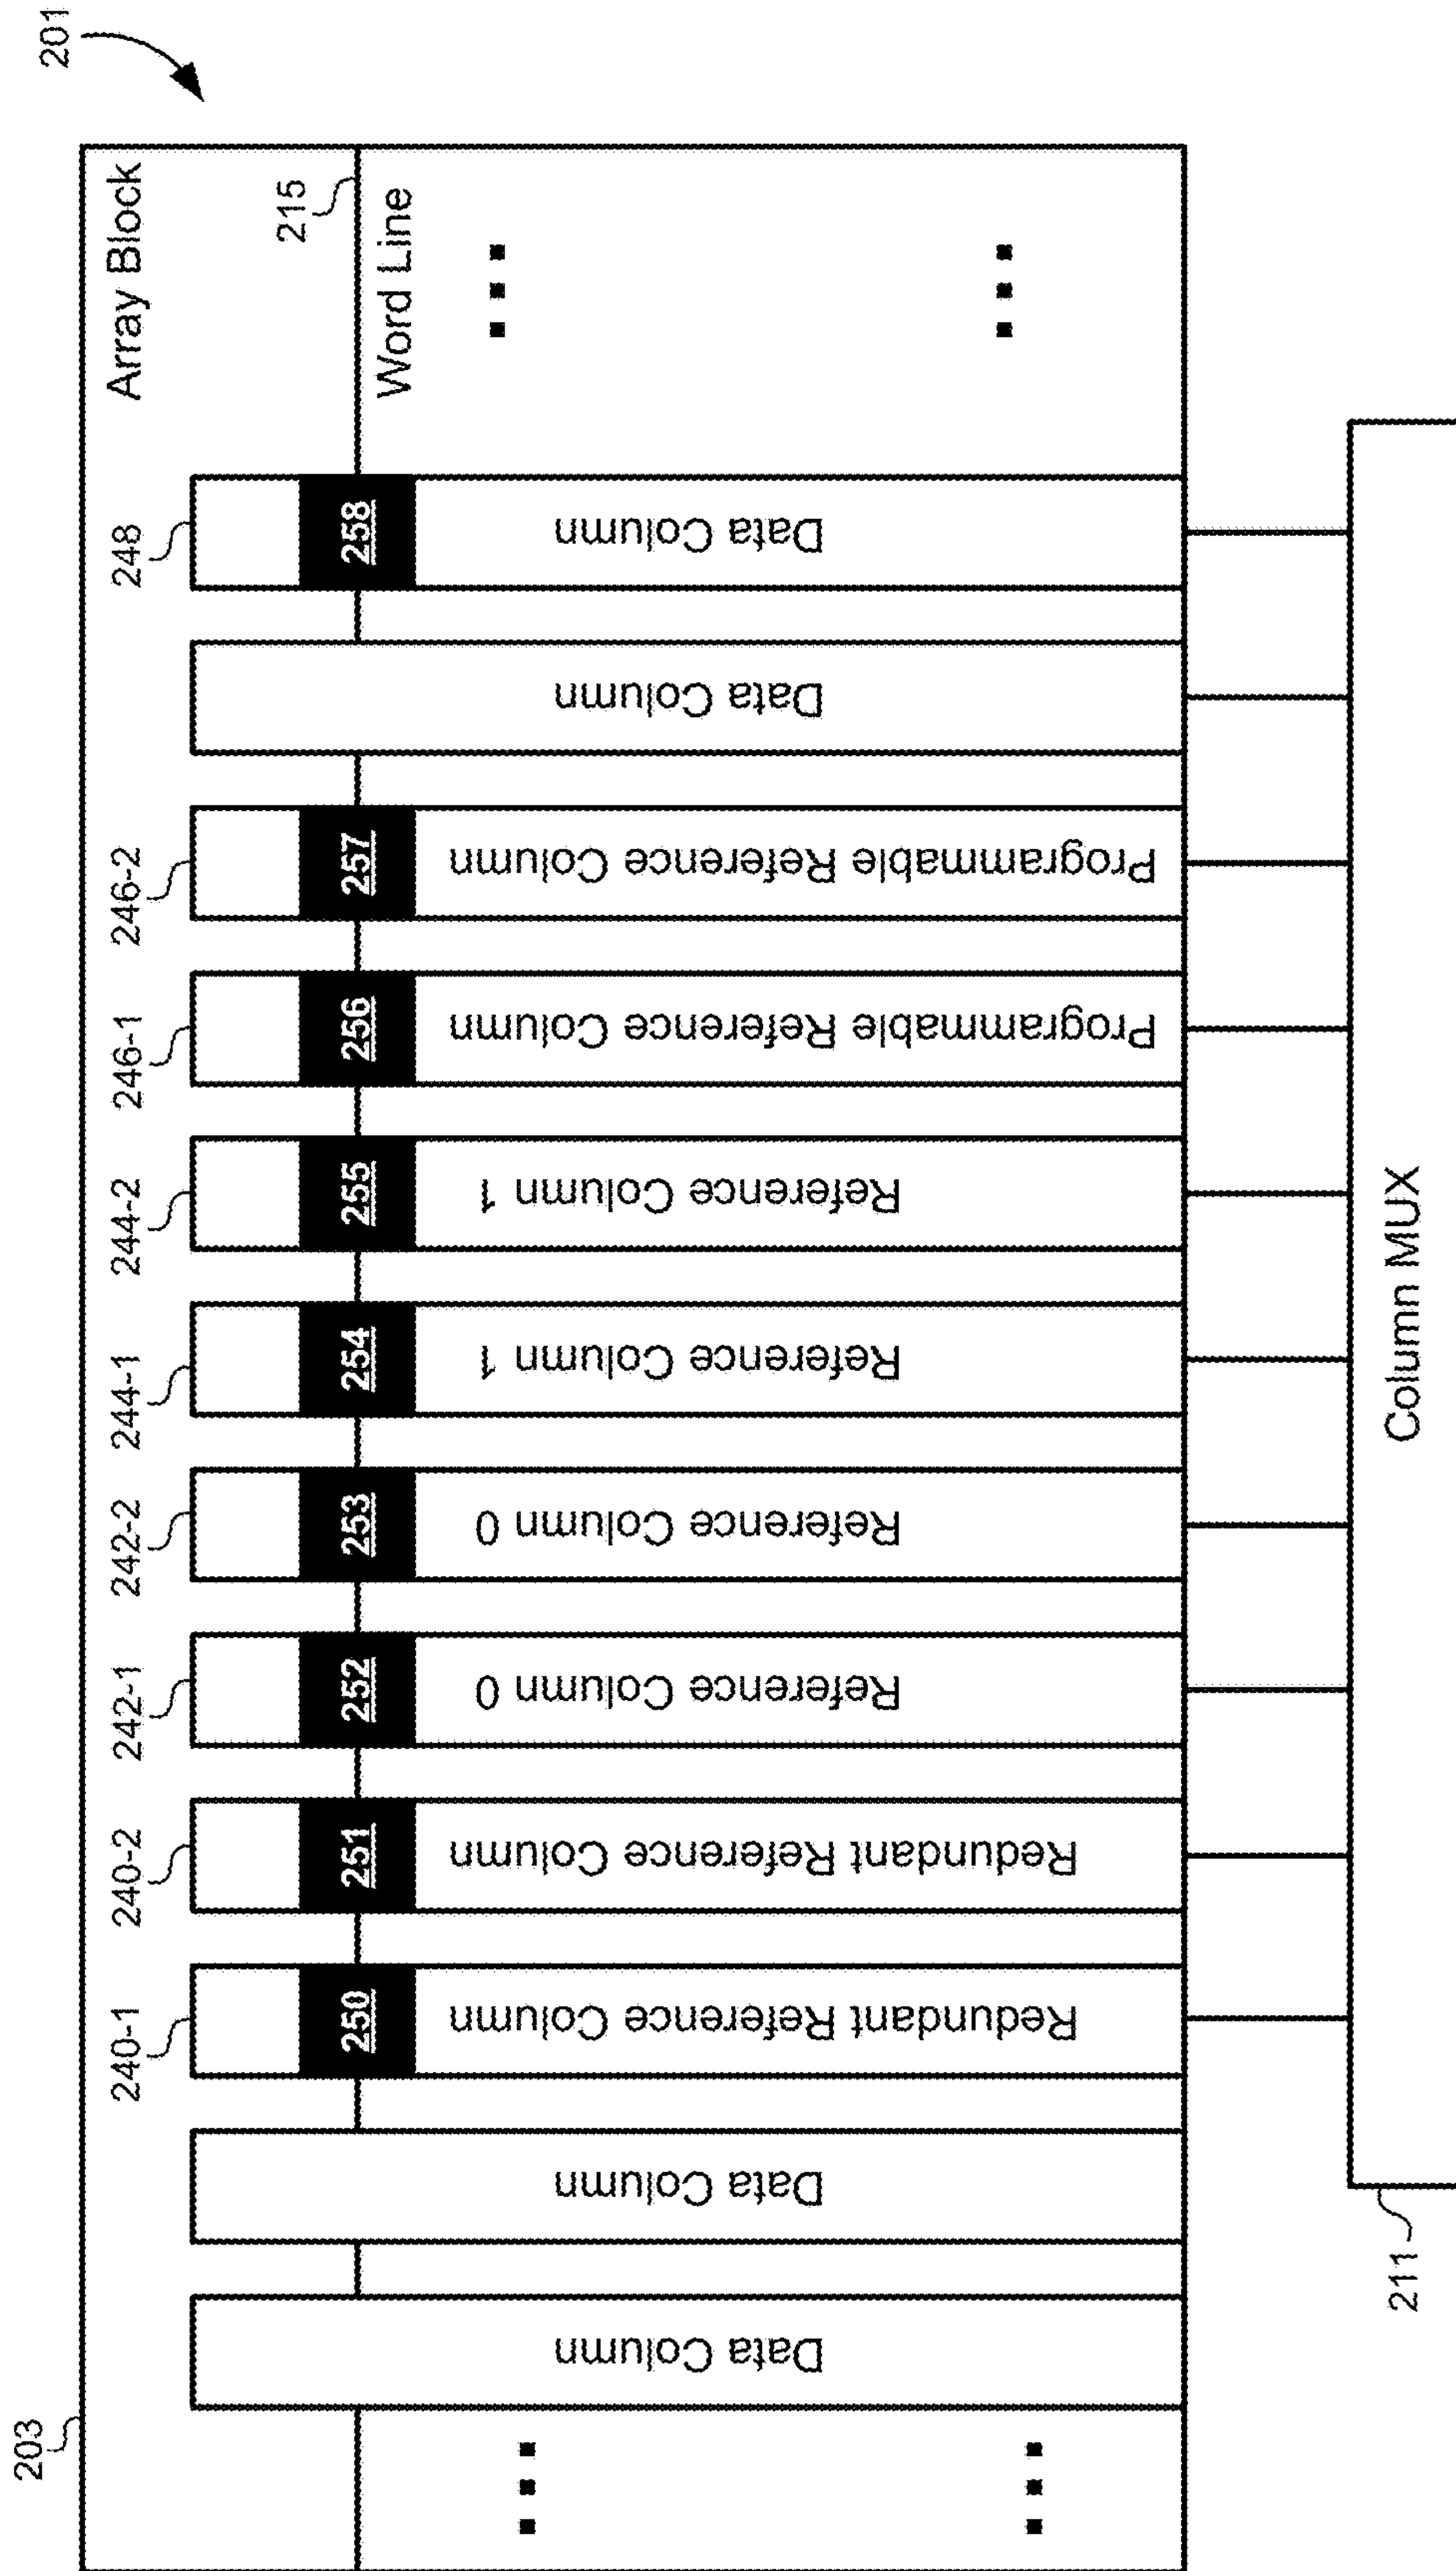 201
203
Array Block
215
Word Line
240-1
240-2
242-1
242-2
244-1
244-2
246-1
246-2
248
250
251
252
253
254
255
256
257
258
Data Column
Data Column
Redundant Reference Column
Redundant Reference Column
Reference Column 0
Reference Column 0
Reference Column 1
Reference Column 1
Programmable Reference Column
Programmable Reference Column
Data Column
Data Column
211
Column MUX